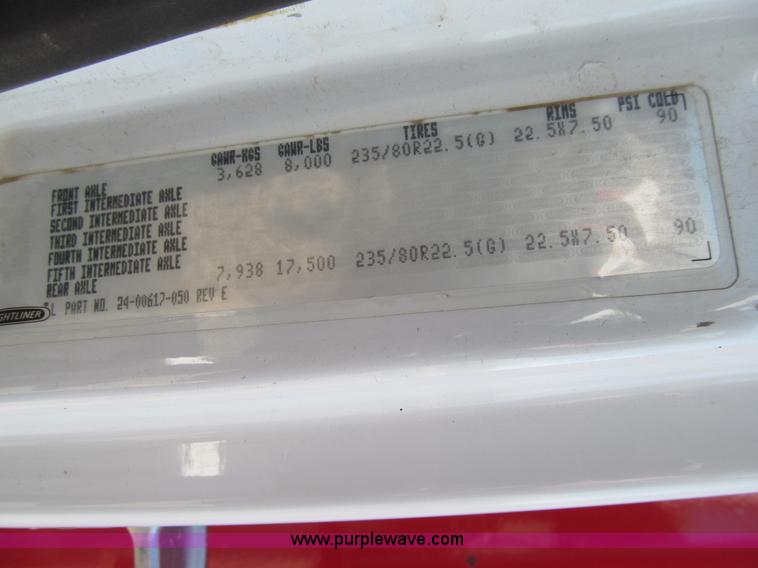 GAWR-KGS GAWR-LBS TIRES RIMS PSI COLD
FRONT AXLE 3,628 8,000 235/80R22.5(G) 22.5X7.50 90
FIRST INTERMEDIATE AXLE
SECOND INTERMEDIATE AXLE
THIRD INTERMEDIATE AXLE
FOURTH INTERMEDIATE AXLE
FIFTH INTERMEDIATE AXLE
REAR AXLE 7,938 17,500 235/80R22.5(G) 22.5X7.50 90
GHTLINER L PART NO. 24-00617-050 REV E
www.purplewave.com